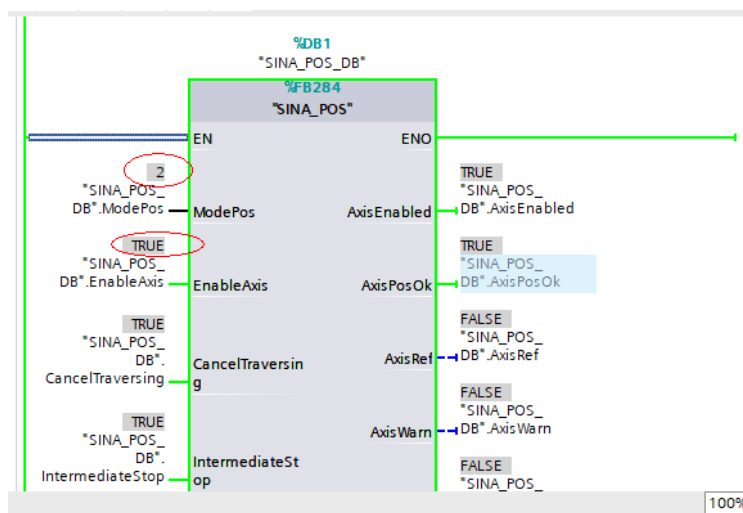 %DB1
"SINA_POS_DB"
%FB284
"SINA_POS"
EN
ENO
2
"SINA_POS_
DB".ModePos
ModePos
TRUE
"SINA_POS_
DB".AxisEnabled
AxisEnabled
TRUE
"SINA_POS_
DB".EnableAxis
EnableAxis
TRUE
"SINA_POS_
DB".AxisPosOk
AxisPosOk
TRUE
"SINA_POS_
DB".
CancelTraversing
CancelTraversin
g
FALSE
"SINA_POS_
DB".AxisRef
AxisRef
FALSE
"SINA_POS_
DB".AxisWarn
AxisWarn
TRUE
"SINA_POS_
DB".
IntermediateStop
IntermediateSt
op
FALSE
"SINA_POS_
100%